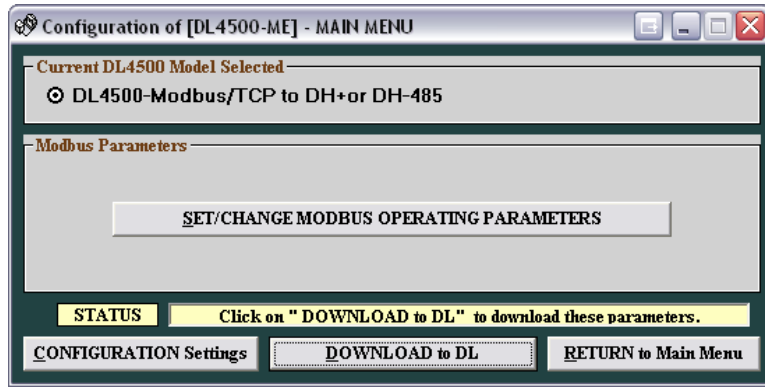 Configuration of [DL4500-ME] - MAIN MENU
Current DL4500 Model Selected
DL4500-Modbus/TCP to DH+or DH-485
Modbus Parameters
SET/CHANGE MODBUS OPERATING PARAMETERS
STATUS Click on " DOWNLOAD to DL" to download these parameters.
CONFIGURATION Settings DOWNLOAD to DL RETURN to Main Menu